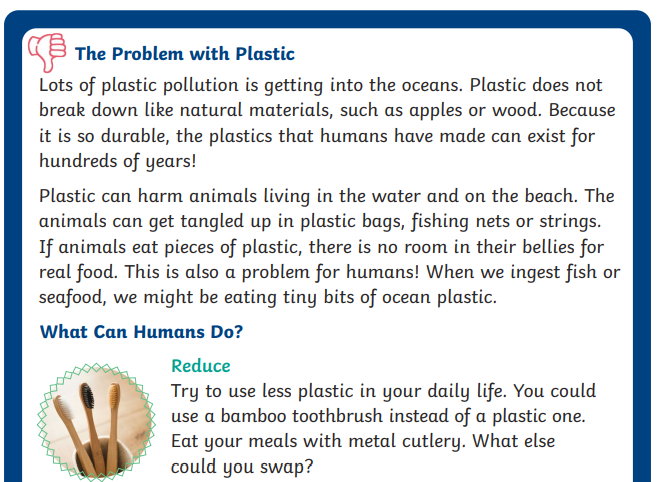 The Problem with Plastic
Lots of plastic pollution is getting into the oceans. Plastic does not
break down like natural materials, such as apples or wood. Because
it is so durable, the plastics that humans have made can exist for
hundreds of years!
Plastic can harm animals living in the water and on the beach. The
animals can get tangled up in plastic bags, fishing nets or strings.
If animals eat pieces of plastic, there is no room in their bellies for
real food. This is also a problem for humans! When we ingest fish or
seafood, we might be eating tiny bits of ocean plastic.
What Can Humans Do?
Reduce
Try to use less plastic in your daily life. You could
use a bamboo toothbrush instead of a plastic one.
Eat your meals with metal cutlery. What else
could you swap?